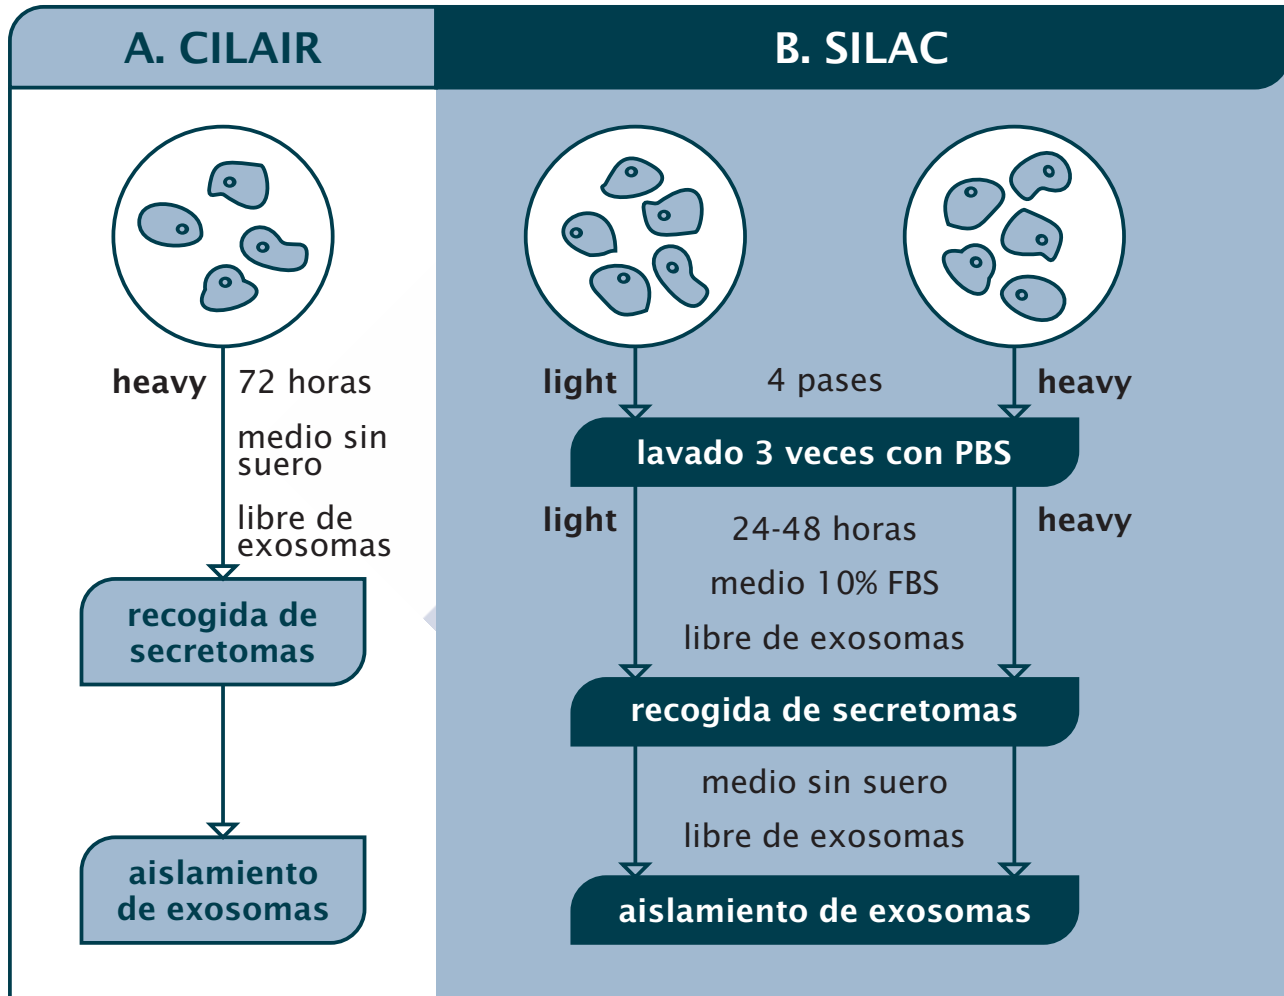 A. CILAIR
heavy
72 horas
medio sin
suero
libre de
exosomas
recogida de
secretomas
aislamiento
de exosomas
B. SILAC
light
4 pases
heavy
lavado 3 veces con PBS
light
24-48 horas
heavy
medio 10% FBS
libre de exosomas
recogida de secretomas
medio sin suero
libre de exosomas
aislamiento de exosomas